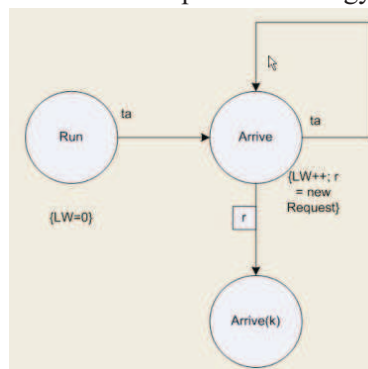 ta
ta
Run
Arrive
{LW++; r
= new
Request}
{LW=0}
r
Arrive(k)